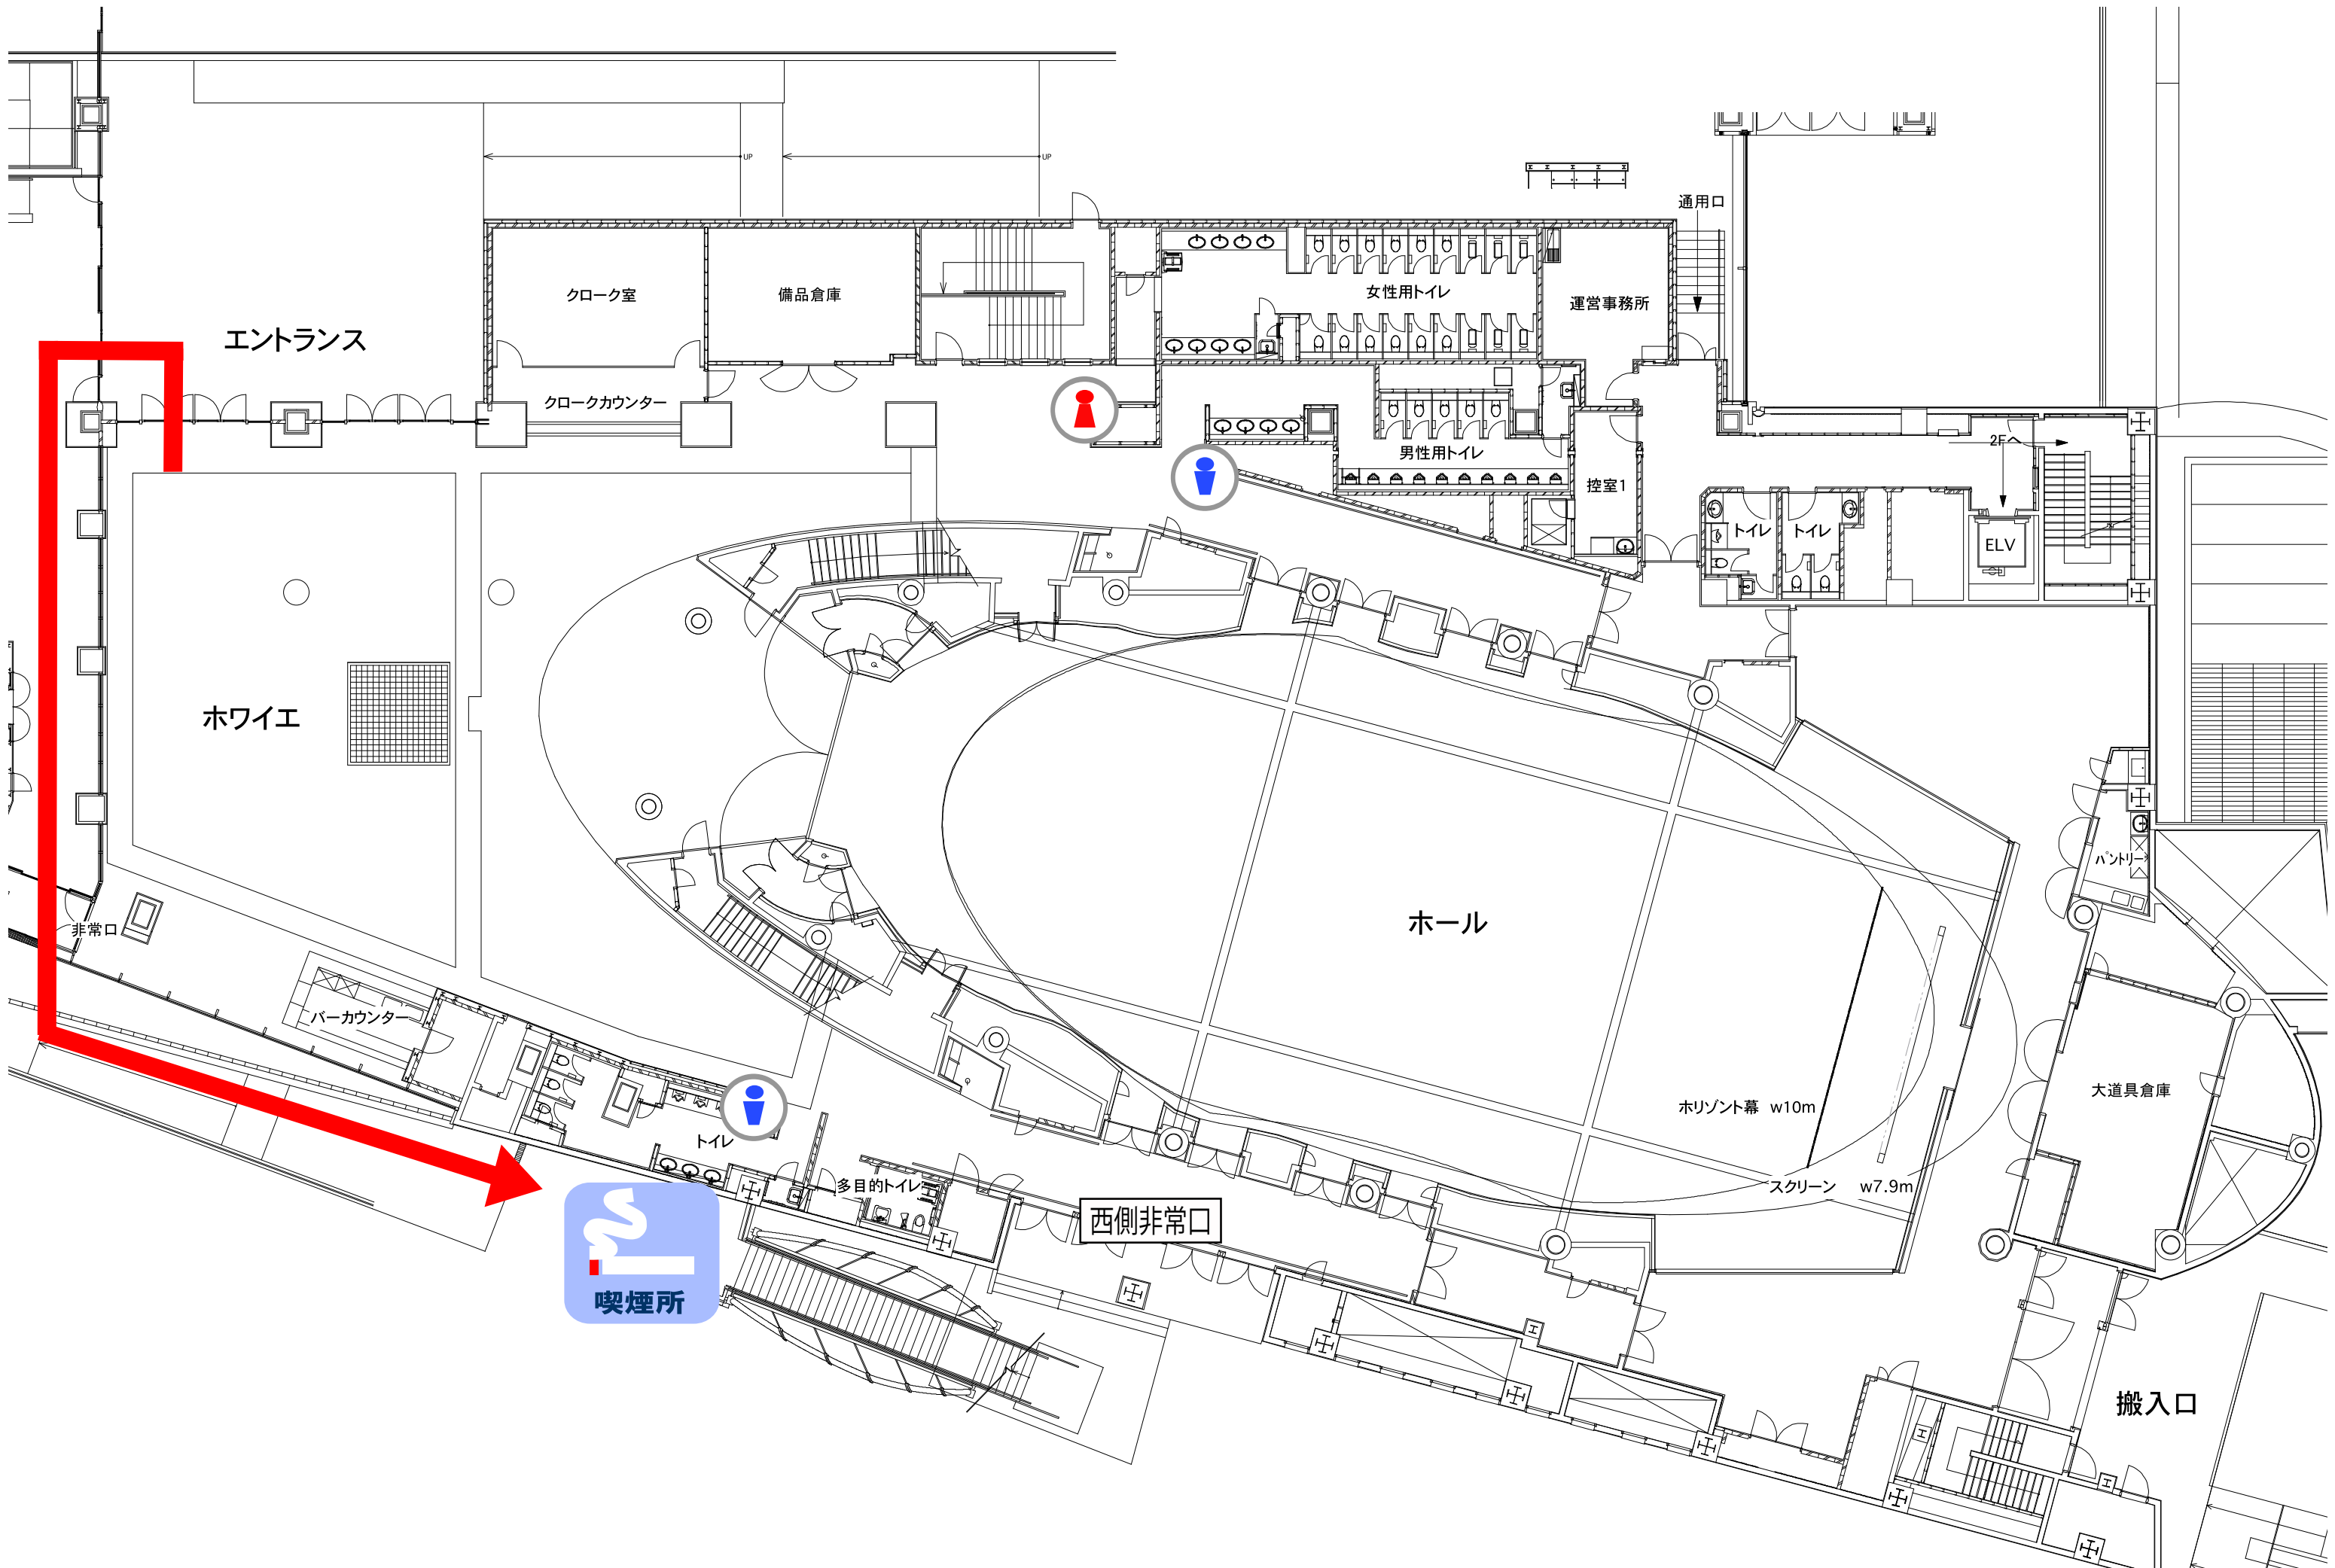 UP
UP
通用口
クローク室
備品倉庫
女性用トイレ
運営事務所
エントランス
クロークカウンター
2Fへ
男性用トイレ
控室1
トイレ
トイレ
ELV
ホワイエ
パントリー
非常口
ホール
バーカウンター
大道具倉庫
ホリゾント幕 w10m
トイレ
多目的トイレ
スクリーン w7.9m
西側非常口
喫煙所
搬入口